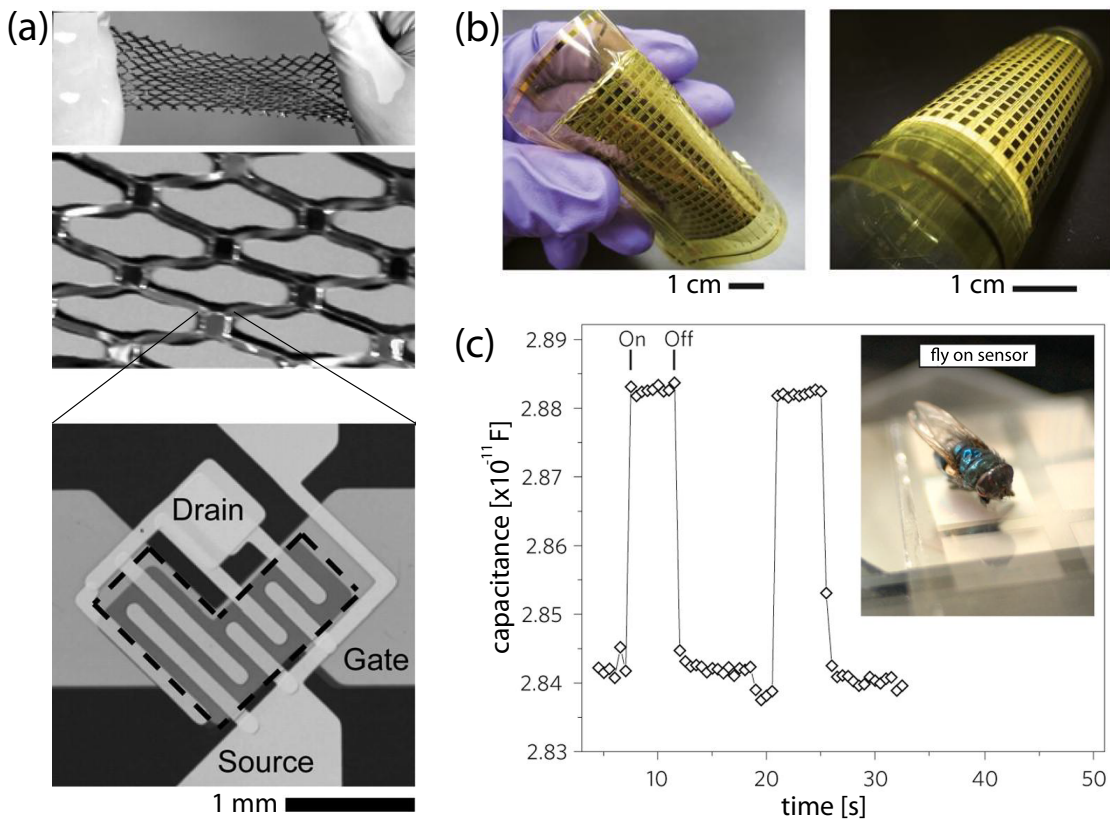 (a)
Drain
Gate
Source
1 mm
(b)
1 cm
1 cm
(c)
2.89
2.88
2.87
2.86
2.85
2.84
2.83
capacitance [x10⁻¹¹ F]
On
Off
fly on sensor
10
20
30
40
50
time [s]